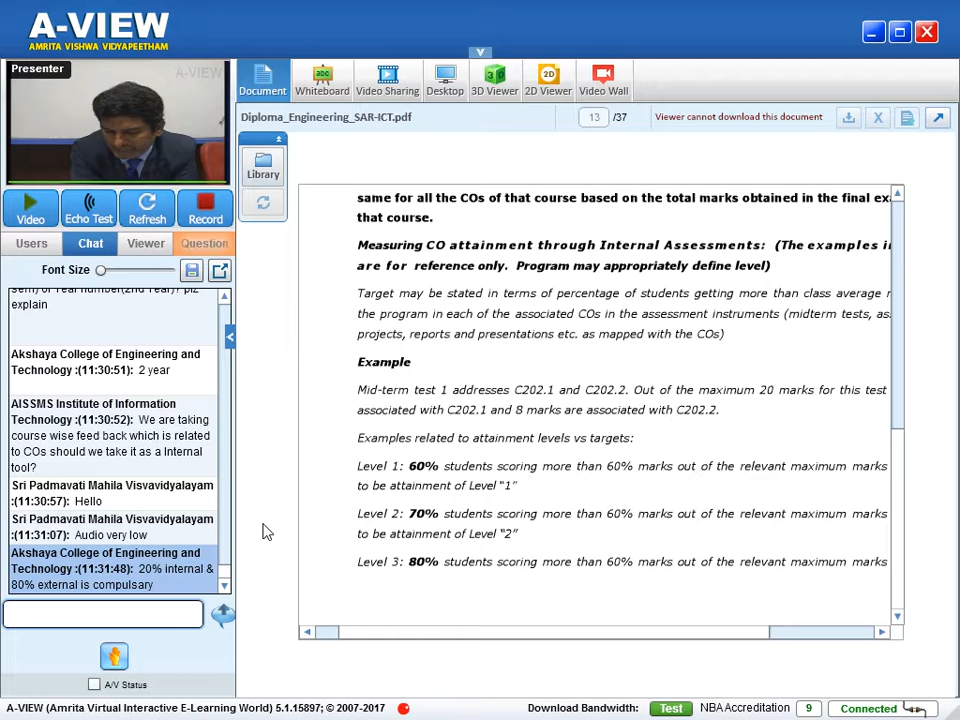 A-VIEW
AMRITA VISHWA VIDYAPEETHAM
Presenter
A-VIEW
Document
Whiteboard
Video Sharing
Desktop
3D Viewer
2D Viewer
Video Wall
Diploma_Engineering_SAR-ICT.pdf
13 /37
Viewer cannot download this document
Library
Video
Echo Test
Refresh
Record
Users
Chat
Viewer
Question
Font Size
sem) or Year number(2nd Year)? plz
explain
Akshaya College of Engineering and
Technology :(11:30:51): 2 year
AISSMS Institute of Information
Technology :(11:30:52): We are taking
course wise feed back which is related
to COs should we take it as a Internal
tool?
Sri Padmavati Mahila Visvavidyalayam
:(11:30:57): Hello
Sri Padmavati Mahila Visvavidyalayam
:(11:31:07): Audio very low
Akshaya College of Engineering and
Technology :(11:31:48): 20% internal &
80% external is compulsary
A/V Status
same for all the COs of that course based on the total marks obtained in the final exa
that course.
Measuring CO attainment through Internal Assessments: (The examples in
are for reference only. Program may appropriately define level)
Target may be stated in terms of percentage of students getting more than class average
the program in each of the associated COs in the assessment instruments (midterm tests, ass
projects, reports and presentations etc. as mapped with the COs)
Example
Mid-term test 1 addresses C202.1 and C202.2. Out of the maximum 20 marks for this test
associated with C202.1 and 8 marks are associated with C202.2.
Examples related to attainment levels vs targets:
Level 1: 60% students scoring more than 60% marks out of the relevant maximum marks
to be attainment of Level "1"
Level 2: 70% students scoring more than 60% marks out of the relevant maximum marks
to be attainment of Level "2"
Level 3: 80% students scoring more than 60% marks out of the relevant maximum marks
A-VIEW (Amrita Virtual Interactive E-Learning World) 5.1.15897; © 2007-2017
Download Bandwidth:
Test
NBA Accreditation
9
Connected